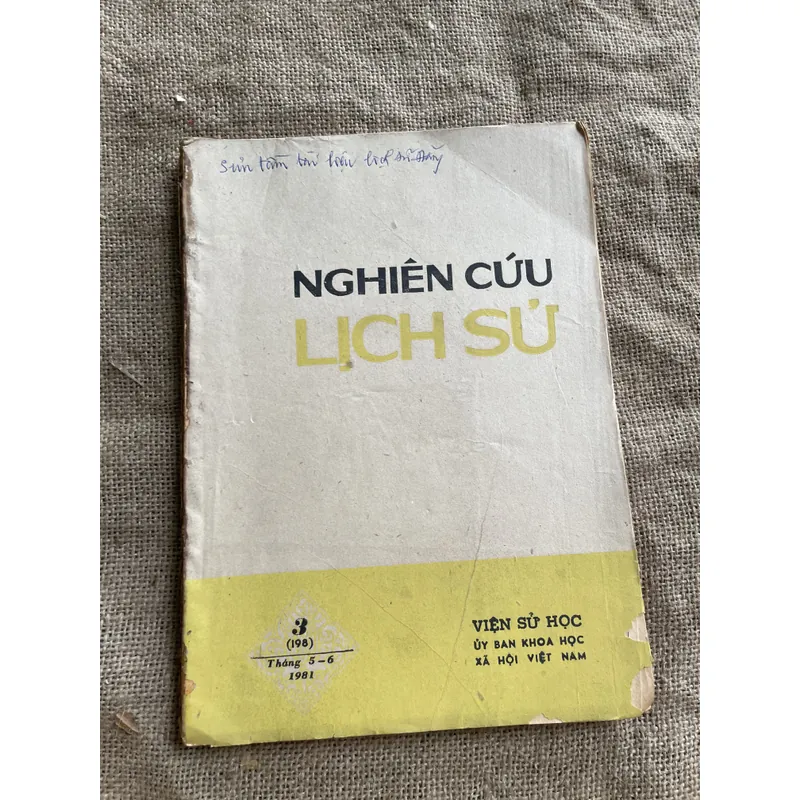 Sưu tầm tài liệu lịch sử Đảng
NGHIÊN CỨU
LỊCH SỬ
3
(198)
Tháng 5-6
1981
VIỆN SỬ HỌC
ỦY BAN KHOA HỌC
XÃ HỘI VIỆT NAM